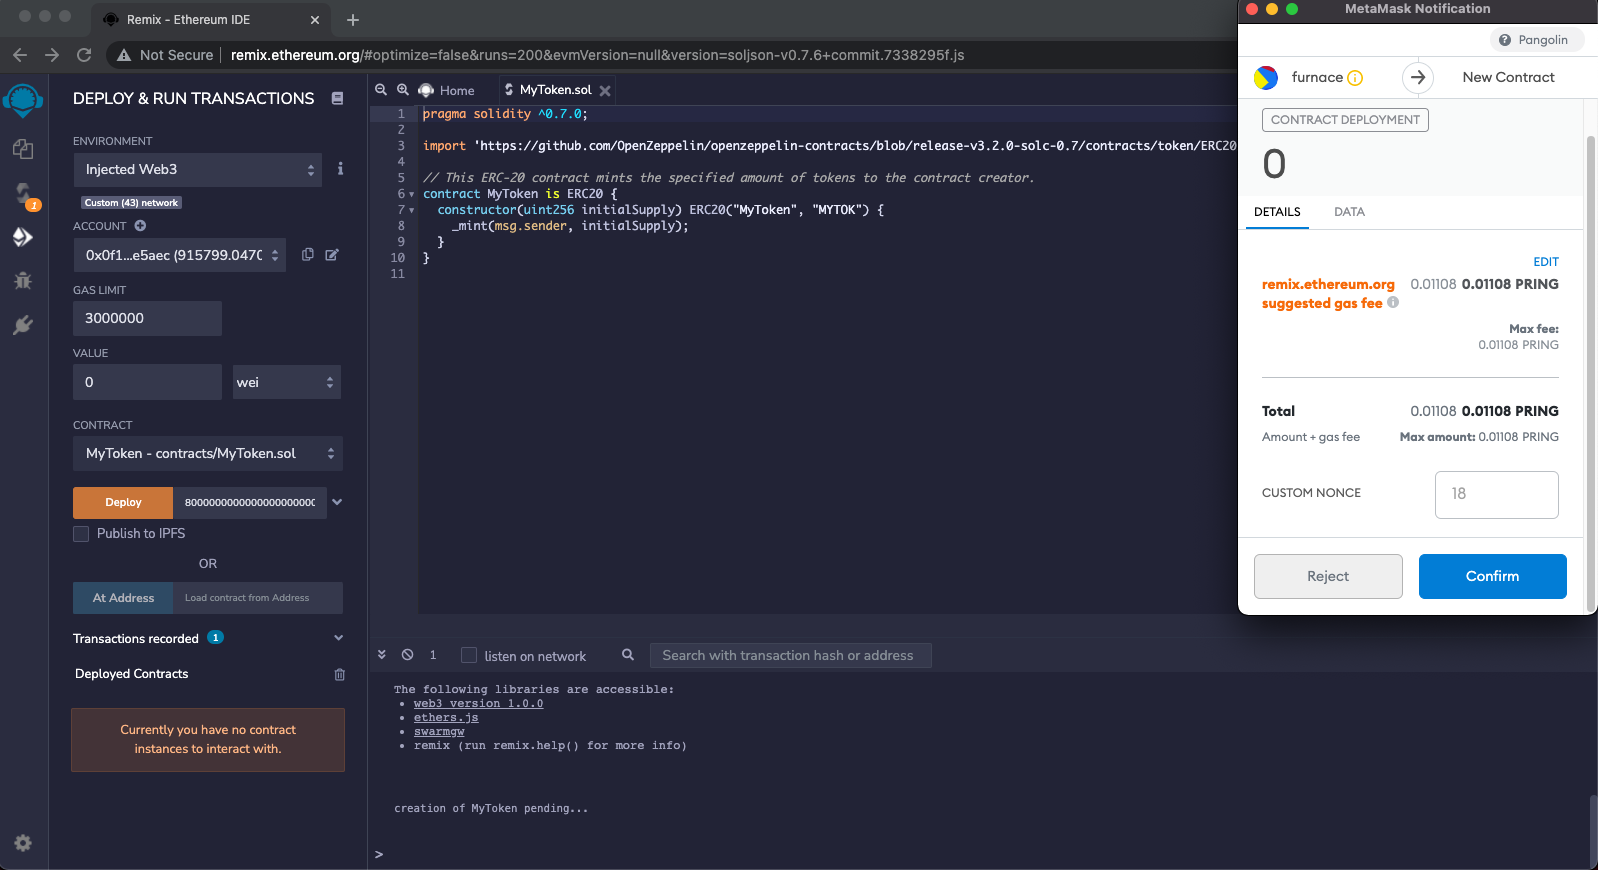 Remix - Ethereum IDE
Not Secure
remix.ethereum.org/#optimize=false&runs=200&evmVersion=null&version=soljson-v0.7.6+commit.7338295f.js
DEPLOY & RUN TRANSACTIONS
ENVIRONMENT
Injected Web3
Custom (43) network
ACCOUNT
0x0f1...e5aec (915799.0470
GAS LIMIT
3000000
VALUE
0
wei
CONTRACT
MyToken - contracts/MyToken.sol
Deploy
Publish to IPFS
OR
At Address
Load contract from Address
Transactions recorded 1
Deployed Contracts
Currently you have no contract
instances to interact with.
1
Home
MyToken.sol
1 pragma solidity ^0.7.0;
2
3 import 'https://github.com/OpenZeppelin/openzeppelin-contracts/blob/release-v3.2.0-solc-0.7/contracts/token/ERC20
4
5 // This ERC-20 contract mints the specified amount of tokens to the contract creator.
6 contract MyToken is ERC20 {
7 constructor(uint256 initialSupply) ERC20("MyToken", "MYTOK") {
8 _mint(msg.sender, initialSupply);
9 }
10 }
11
1
listen on network
Search with transaction hash or address
The following libraries are accessible:
• web3 version 1.0.0
• ethers.js
• swarmgw
• remix (run remix.help() for more info)
creation of MyToken pending...
>
MetaMask Notification
Pangolin
furnace
New Contract
CONTRACT DEPLOYMENT
0
DETAILS
DATA
EDIT
remix.ethereum.org 0.01108 0.01108 PRING
suggested gas fee
Max fee:
0.01108 PRING
Total 0.01108 0.01108 PRING
Amount + gas fee Max amount: 0.01108 PRING
CUSTOM NONCE
18
Reject
Confirm